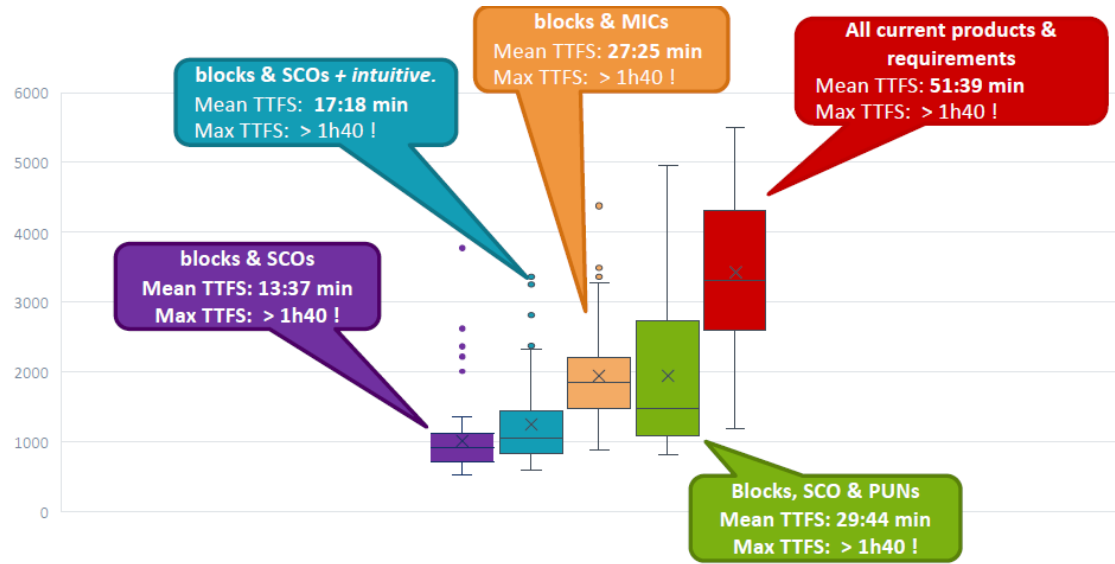 blocks & MICs
Mean TTFS: 27:25 min
Max TTFS: > 1h40 !
All current products &
requirements
Mean TTFS: 51:39 min
Max TTFS: > 1h40 !
blocks & SCOs + intuitive.
Mean TTFS: 17:18 min
Max TTFS: > 1h40 !
blocks & SCOs
Mean TTFS: 13:37 min
Max TTFS: > 1h40 !
Blocks, SCO & PUNs
Mean TTFS: 29:44 min
Max TTFS: > 1h40 !
6000
5000
4000
3000
2000
1000
0